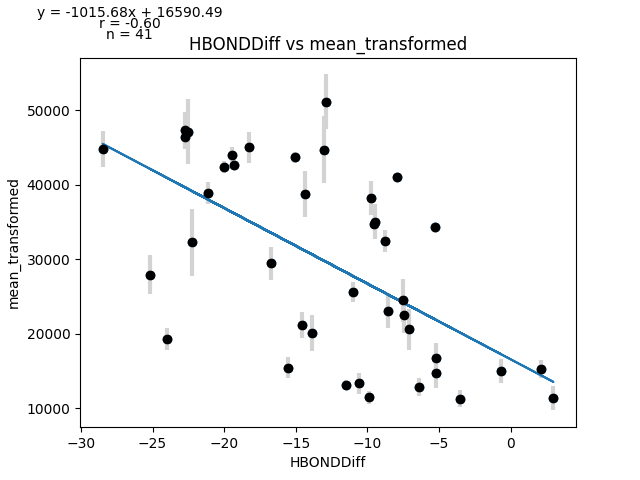 y = -1015.68x + 16590.49
r = -0.60
n = 41
HBONDDiff vs mean_transformed
50000
40000
30000
20000
10000
mean_transformed
−30
−25
−20
−15
−10
−5
0
HBONDDiff